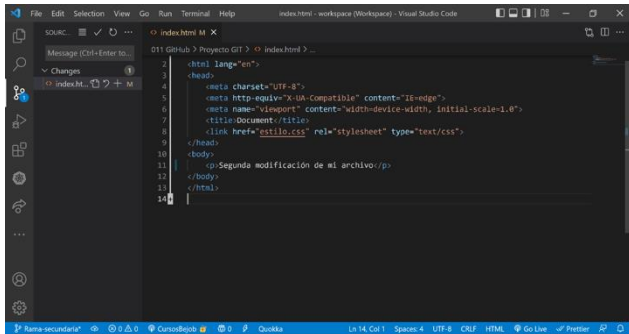 File Edit Selection View Go Run Terminal Help index.html - workspace (Workspace) - Visual Studio Code
SOURC...
index.html M
Message (Ctrl+Enter to...
011 GitHub > Proyecto GIT > index.html > ...
Changes 1
index.ht... M
2 <html lang="en">
3 <head>
4 <meta charset="UTF-8">
5 <meta http-equiv="X-UA-Compatible" content="IE=edge">
6 <meta name="viewport" content="width=device-width, initial-scale=1.0">
7 <title>Document</title>
8 <link href="estilo.css" rel="stylesheet" type="text/css">
9 </head>
10 <body>
11 <p>Segunda modificación de mi archivo</p>
12 </body>
13 </html>
14
Rama-secundaria* 0 0 CursosBejob 0 Quokka Ln 14, Col 1 Spaces: 4 UTF-8 CRLF HTML Go Live Prettier